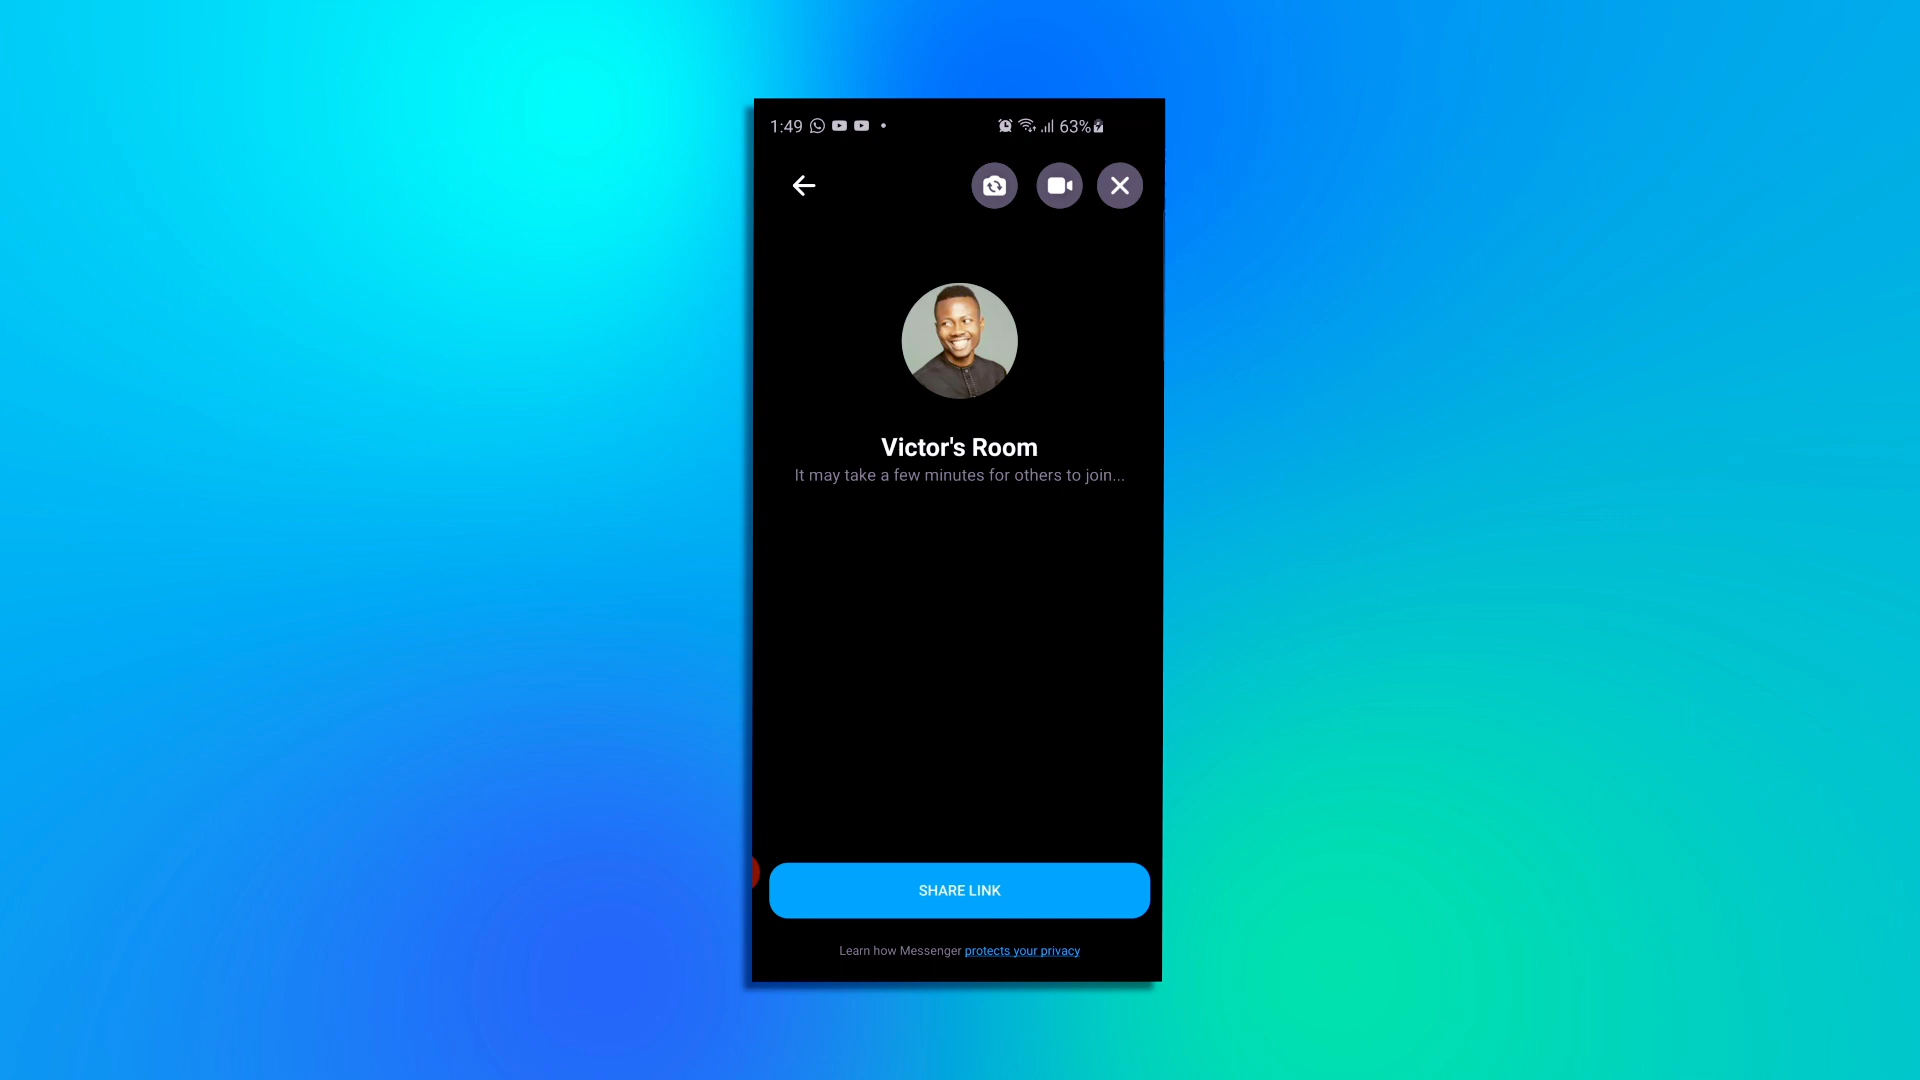 1:49 63%
Victor's Room
It may take a few minutes for others to join...
SHARE LINK
Learn how Messenger protects your privacy